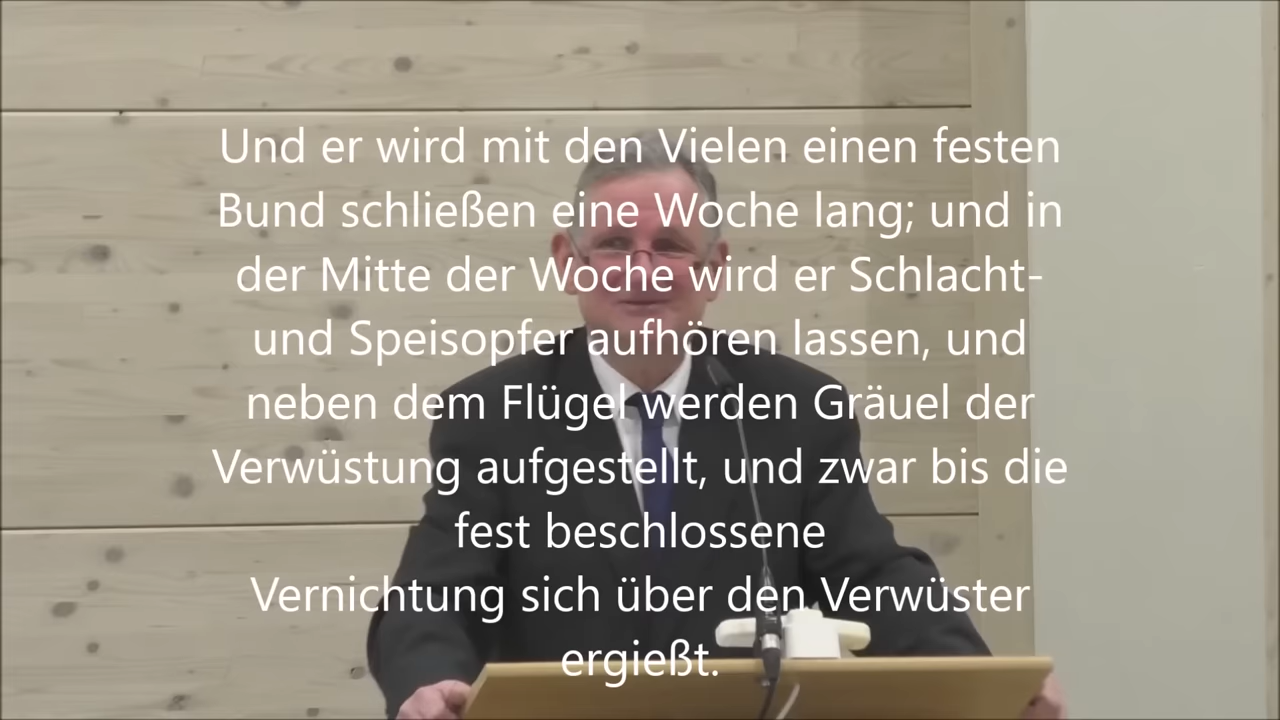 Und er wird mit den Vielen einen festen
Bund schließen eine Woche lang; und in
der Mitte der Woche wird er Schlacht-
und Speisopfer aufhören lassen, und
neben dem Flügel werden Gräuel der
Verwüstung aufgestellt, und zwar bis die
fest beschlossene
Vernichtung sich über den Verwüster
ergießt.